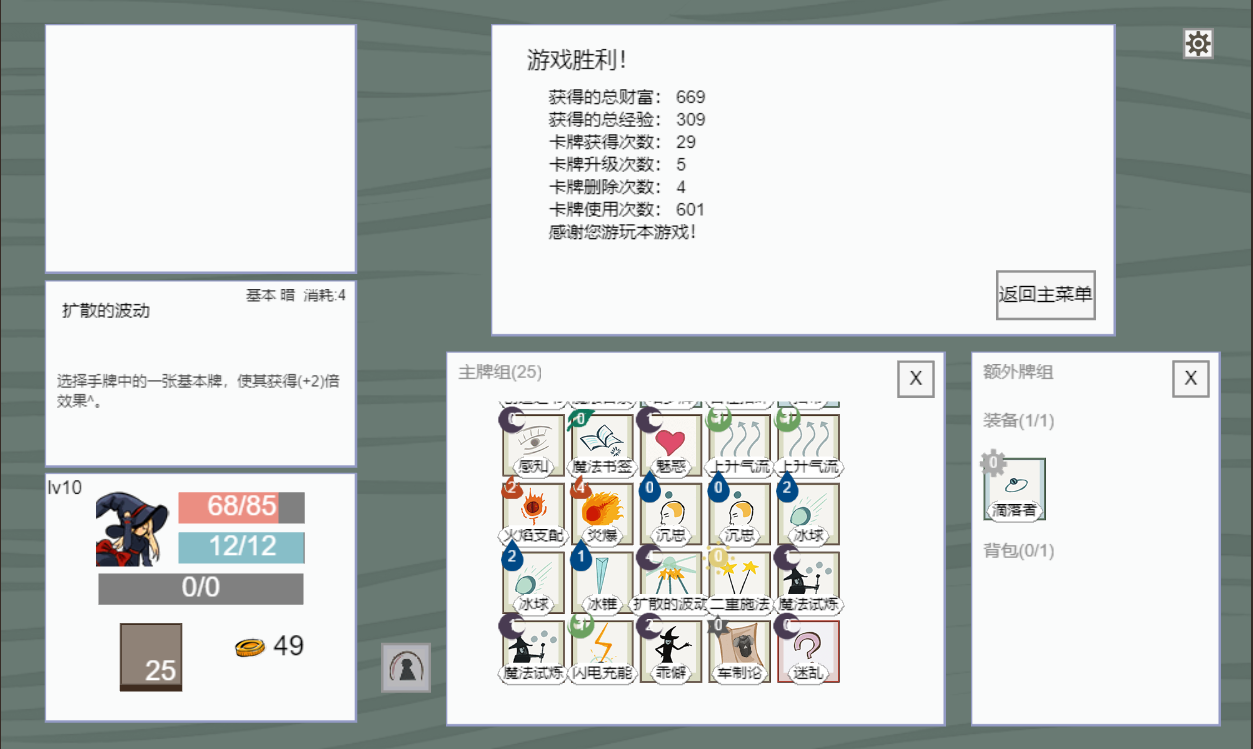 游戏胜利！
获得的总财富： 669
获得的总经验： 309
卡牌获得次数： 29
卡牌升级次数： 5
卡牌删除次数： 4
卡牌使用次数： 601
感谢您游玩本游戏！
返回主菜单
基本 暗 消耗:4
扩散的波动
选择手牌中的一张基本牌，使其获得(+2)倍
效果^。
lv10
68/85
12/12
0/0
25
49
主牌组(25)
X
0 0 1
感知 魔法书签 魅惑 上升气流 上升气流
2 4 0 0 2
火焰支配 炎爆 沉思 沉思 冰球
2 1 4 0 1
冰球 冰锥 扩散的波动 二重施法 魔法试炼
1 2 0 0
魔法试炼 闪电充能 乖僻 军制论 迷乱
额外牌组
X
装备(1/1)
0
滴落者
背包(0/1)